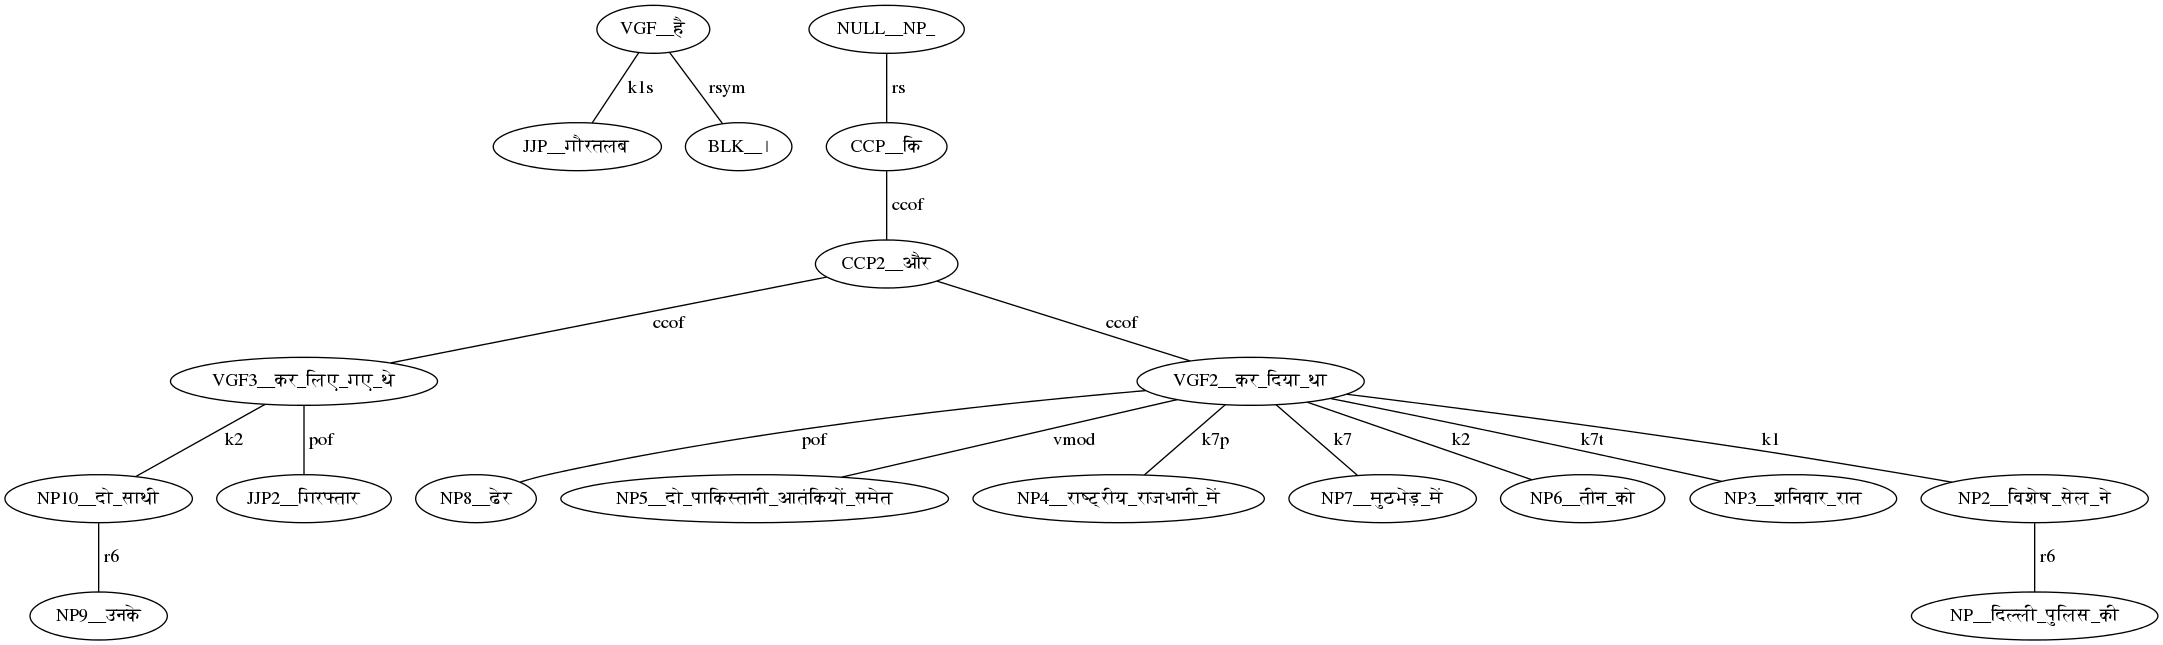 VGF__है NULL__NP_
k1s rsym rs
JJP__गौरतलब BLK__। CCP__कि
ccof
CCP2__और
ccof ccof
VGF3__कर_लिए_गए_थे VGF2__कर_दिया_था
k2 pof pof vmod k7p k7 k2 k7t k1
NP10__दो_साथी JJP2__गिरफ्तार NP8__ढेर NP5__दो_पाकिस्तानी_आतंकियों_समेत NP4__राष्ट्रीय_राजधानी_में NP7__मुठभेड़_में NP6__तीन_को NP3__शनिवार_रात NP2__विशेष_सेल_ने
r6 r6
NP9__उनके NP__दिल्ली_पुलिस_की